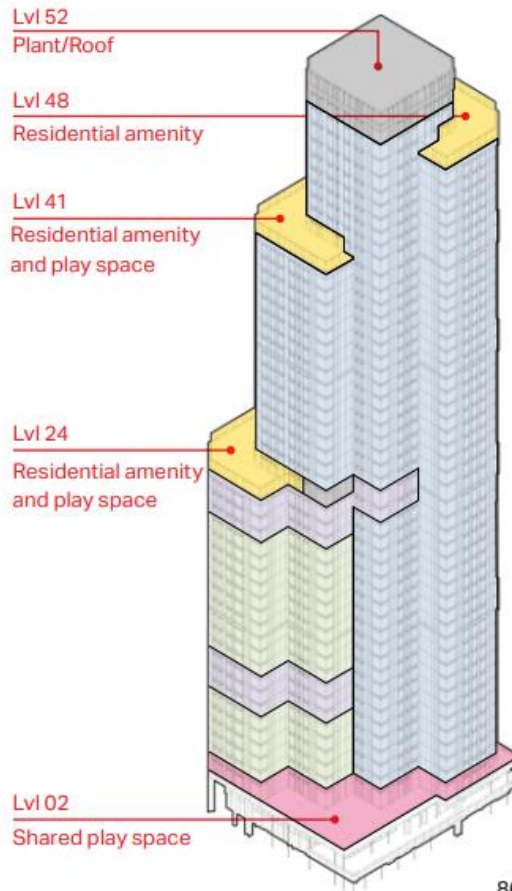 Lvl 52
Plant/Roof
Lvl 48
Residential amenity
Lvl 41
Residential amenity
and play space
Lvl 24
Residential amenity
and play space
Lvl 02
Shared play space